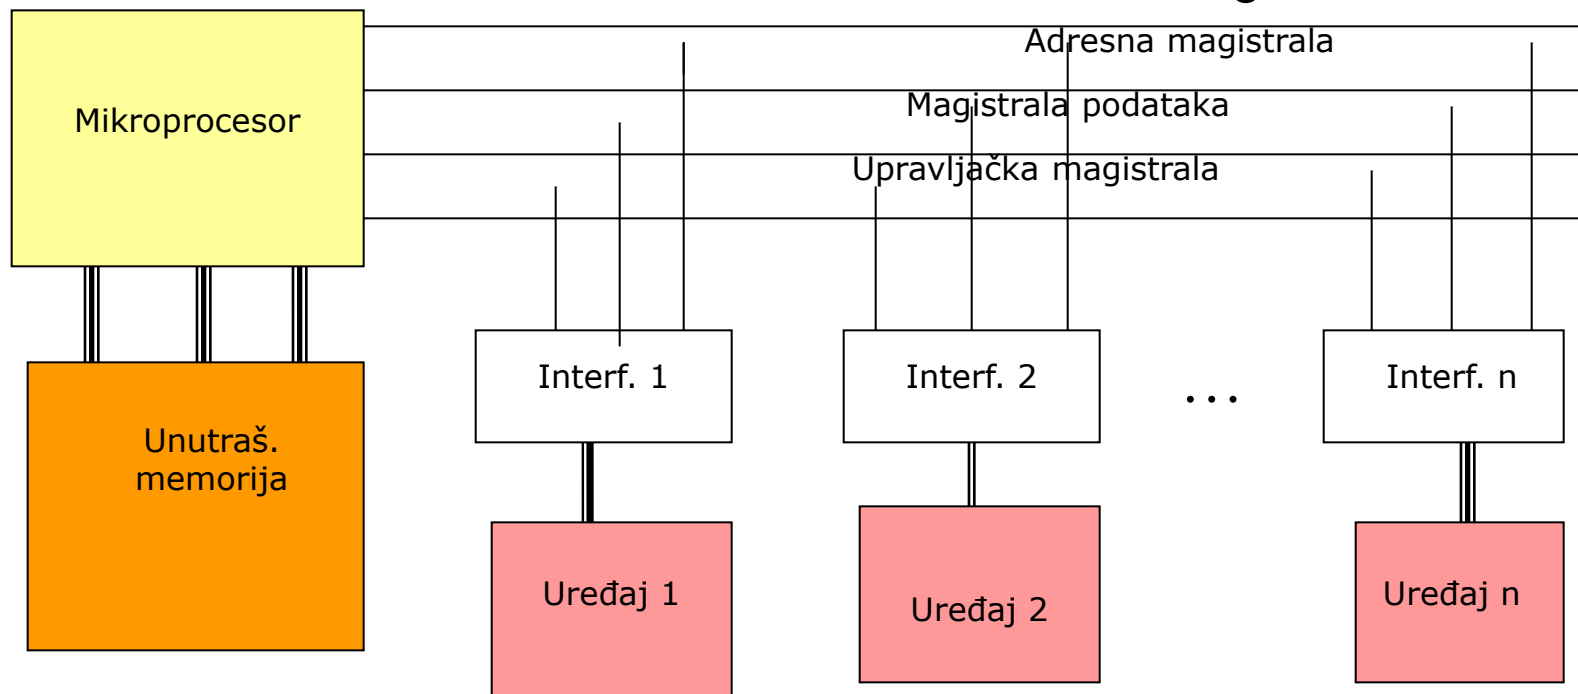 Adresna magistrala
Mikroprocesor
Magistrala podataka
Upravljačka magistrala
Interf. 1
Interf. 2
...
Interf. n
Unutraš.
memorija
Uređaj 1
Uređaj 2
Uređaj n